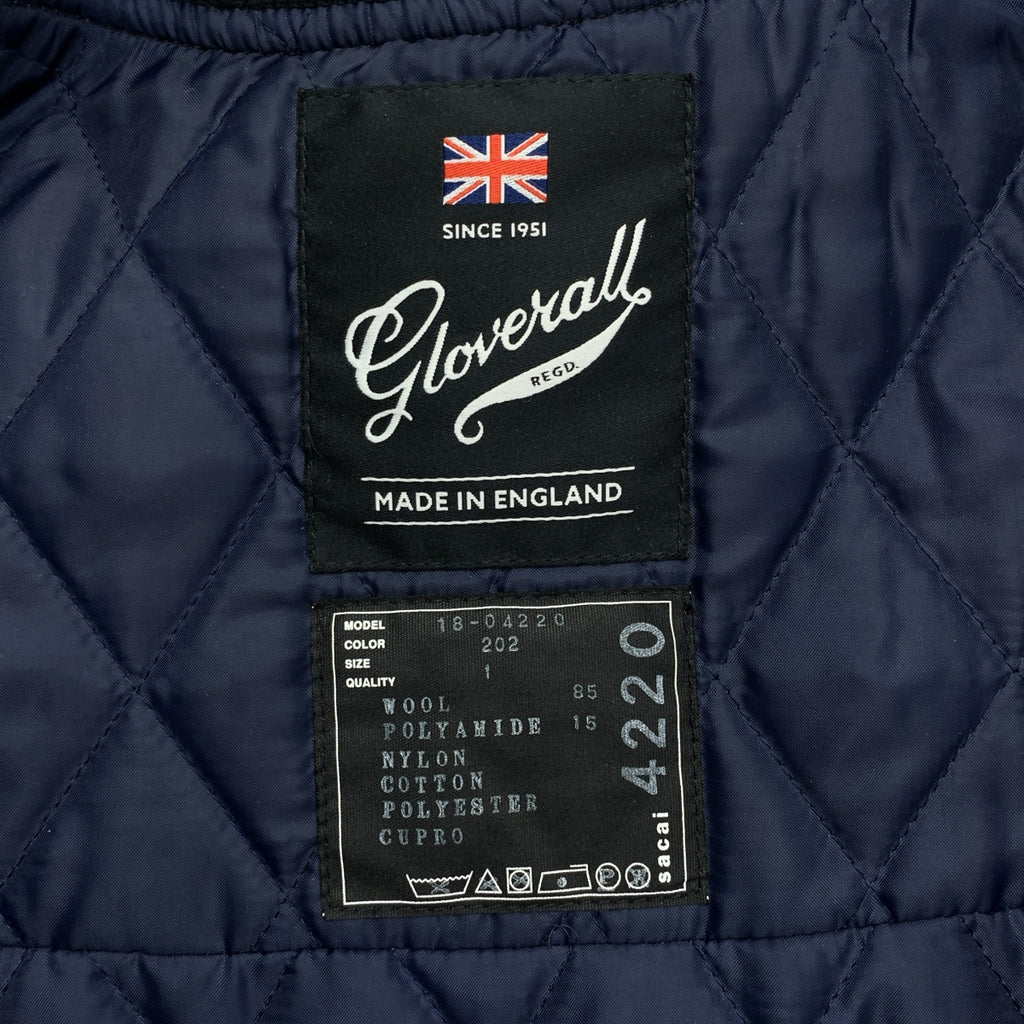 SINCE 1951
Gloverall
REGD.
MADE IN ENGLAND
MODEL 18-04220
COLOR 202
SIZE 1
QUALITY
WOOL 85
POLYAMIDE 15
NYLON
COTTON
POLYESTER
CUPRO
4220
sacai
P